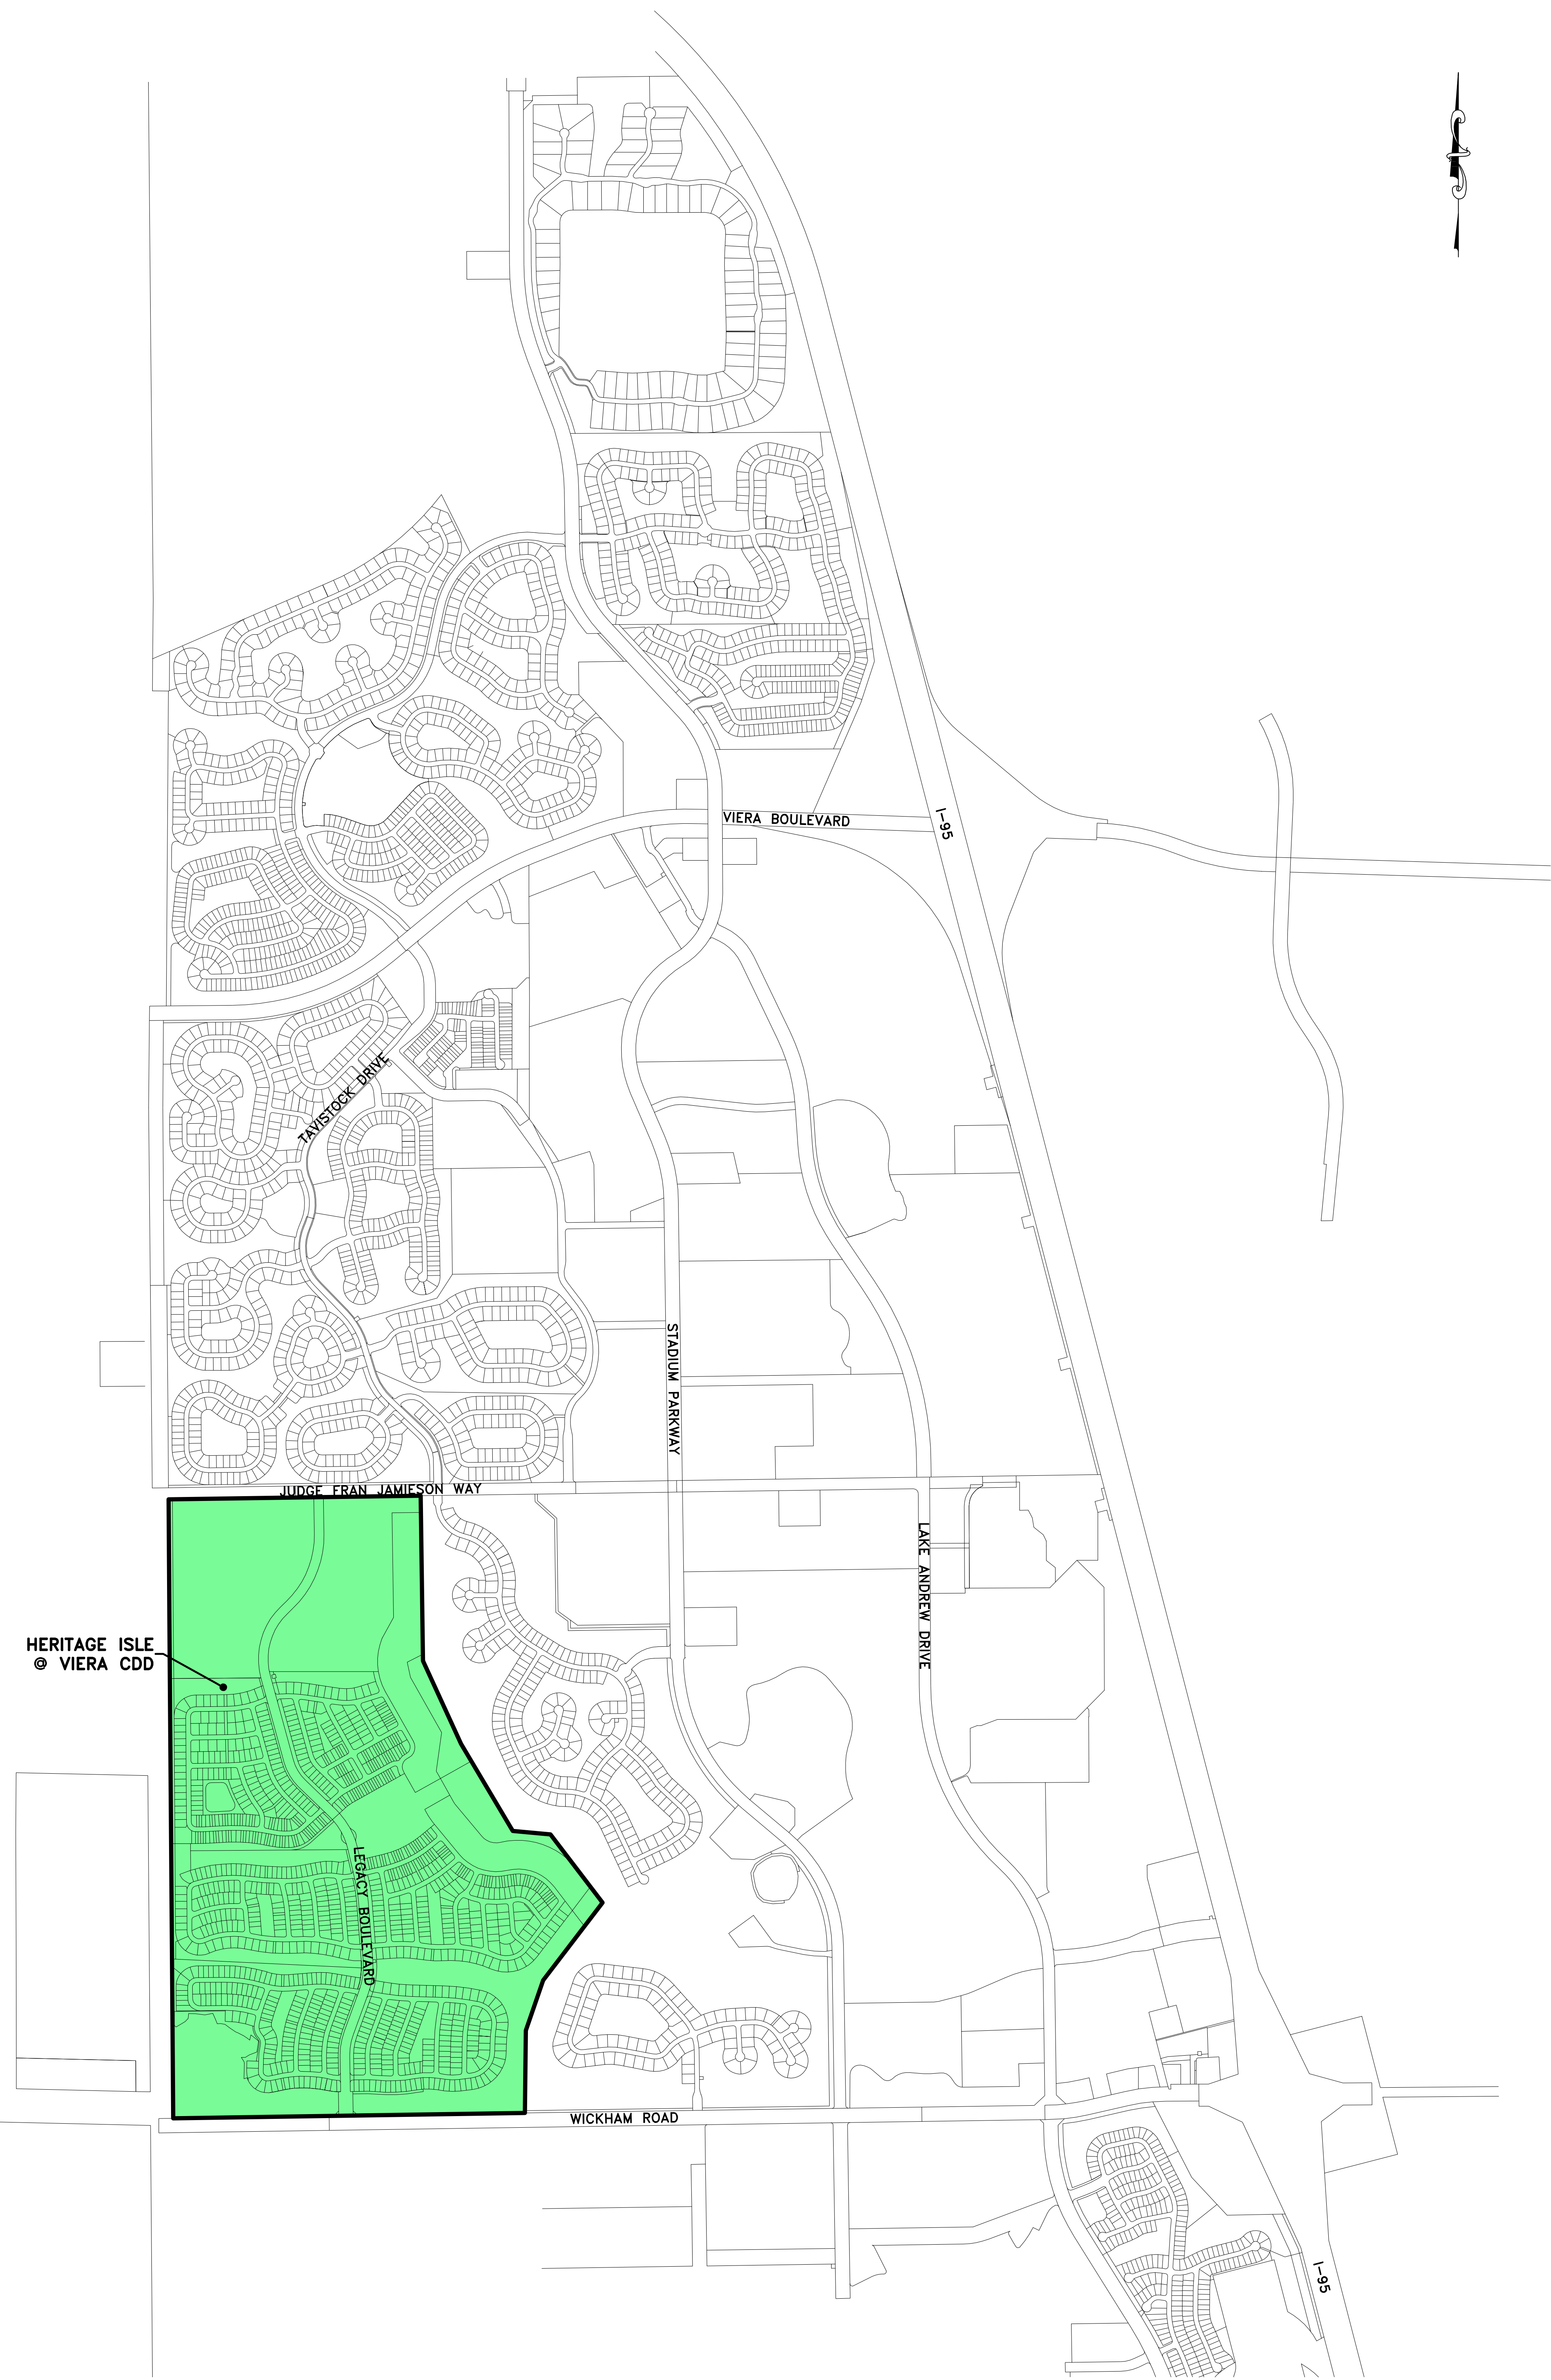 VIERA BOULEVARD
I-95
TAVISTOCK DRIVE
STADIUM PARKWAY
JUDGE FRAN JAMIESON WAY
LAKE ANDREW DRIVE
HERITAGE ISLE
@ VIERA CDD
LEGACY BOULEVARD
WICKHAM ROAD
I-95